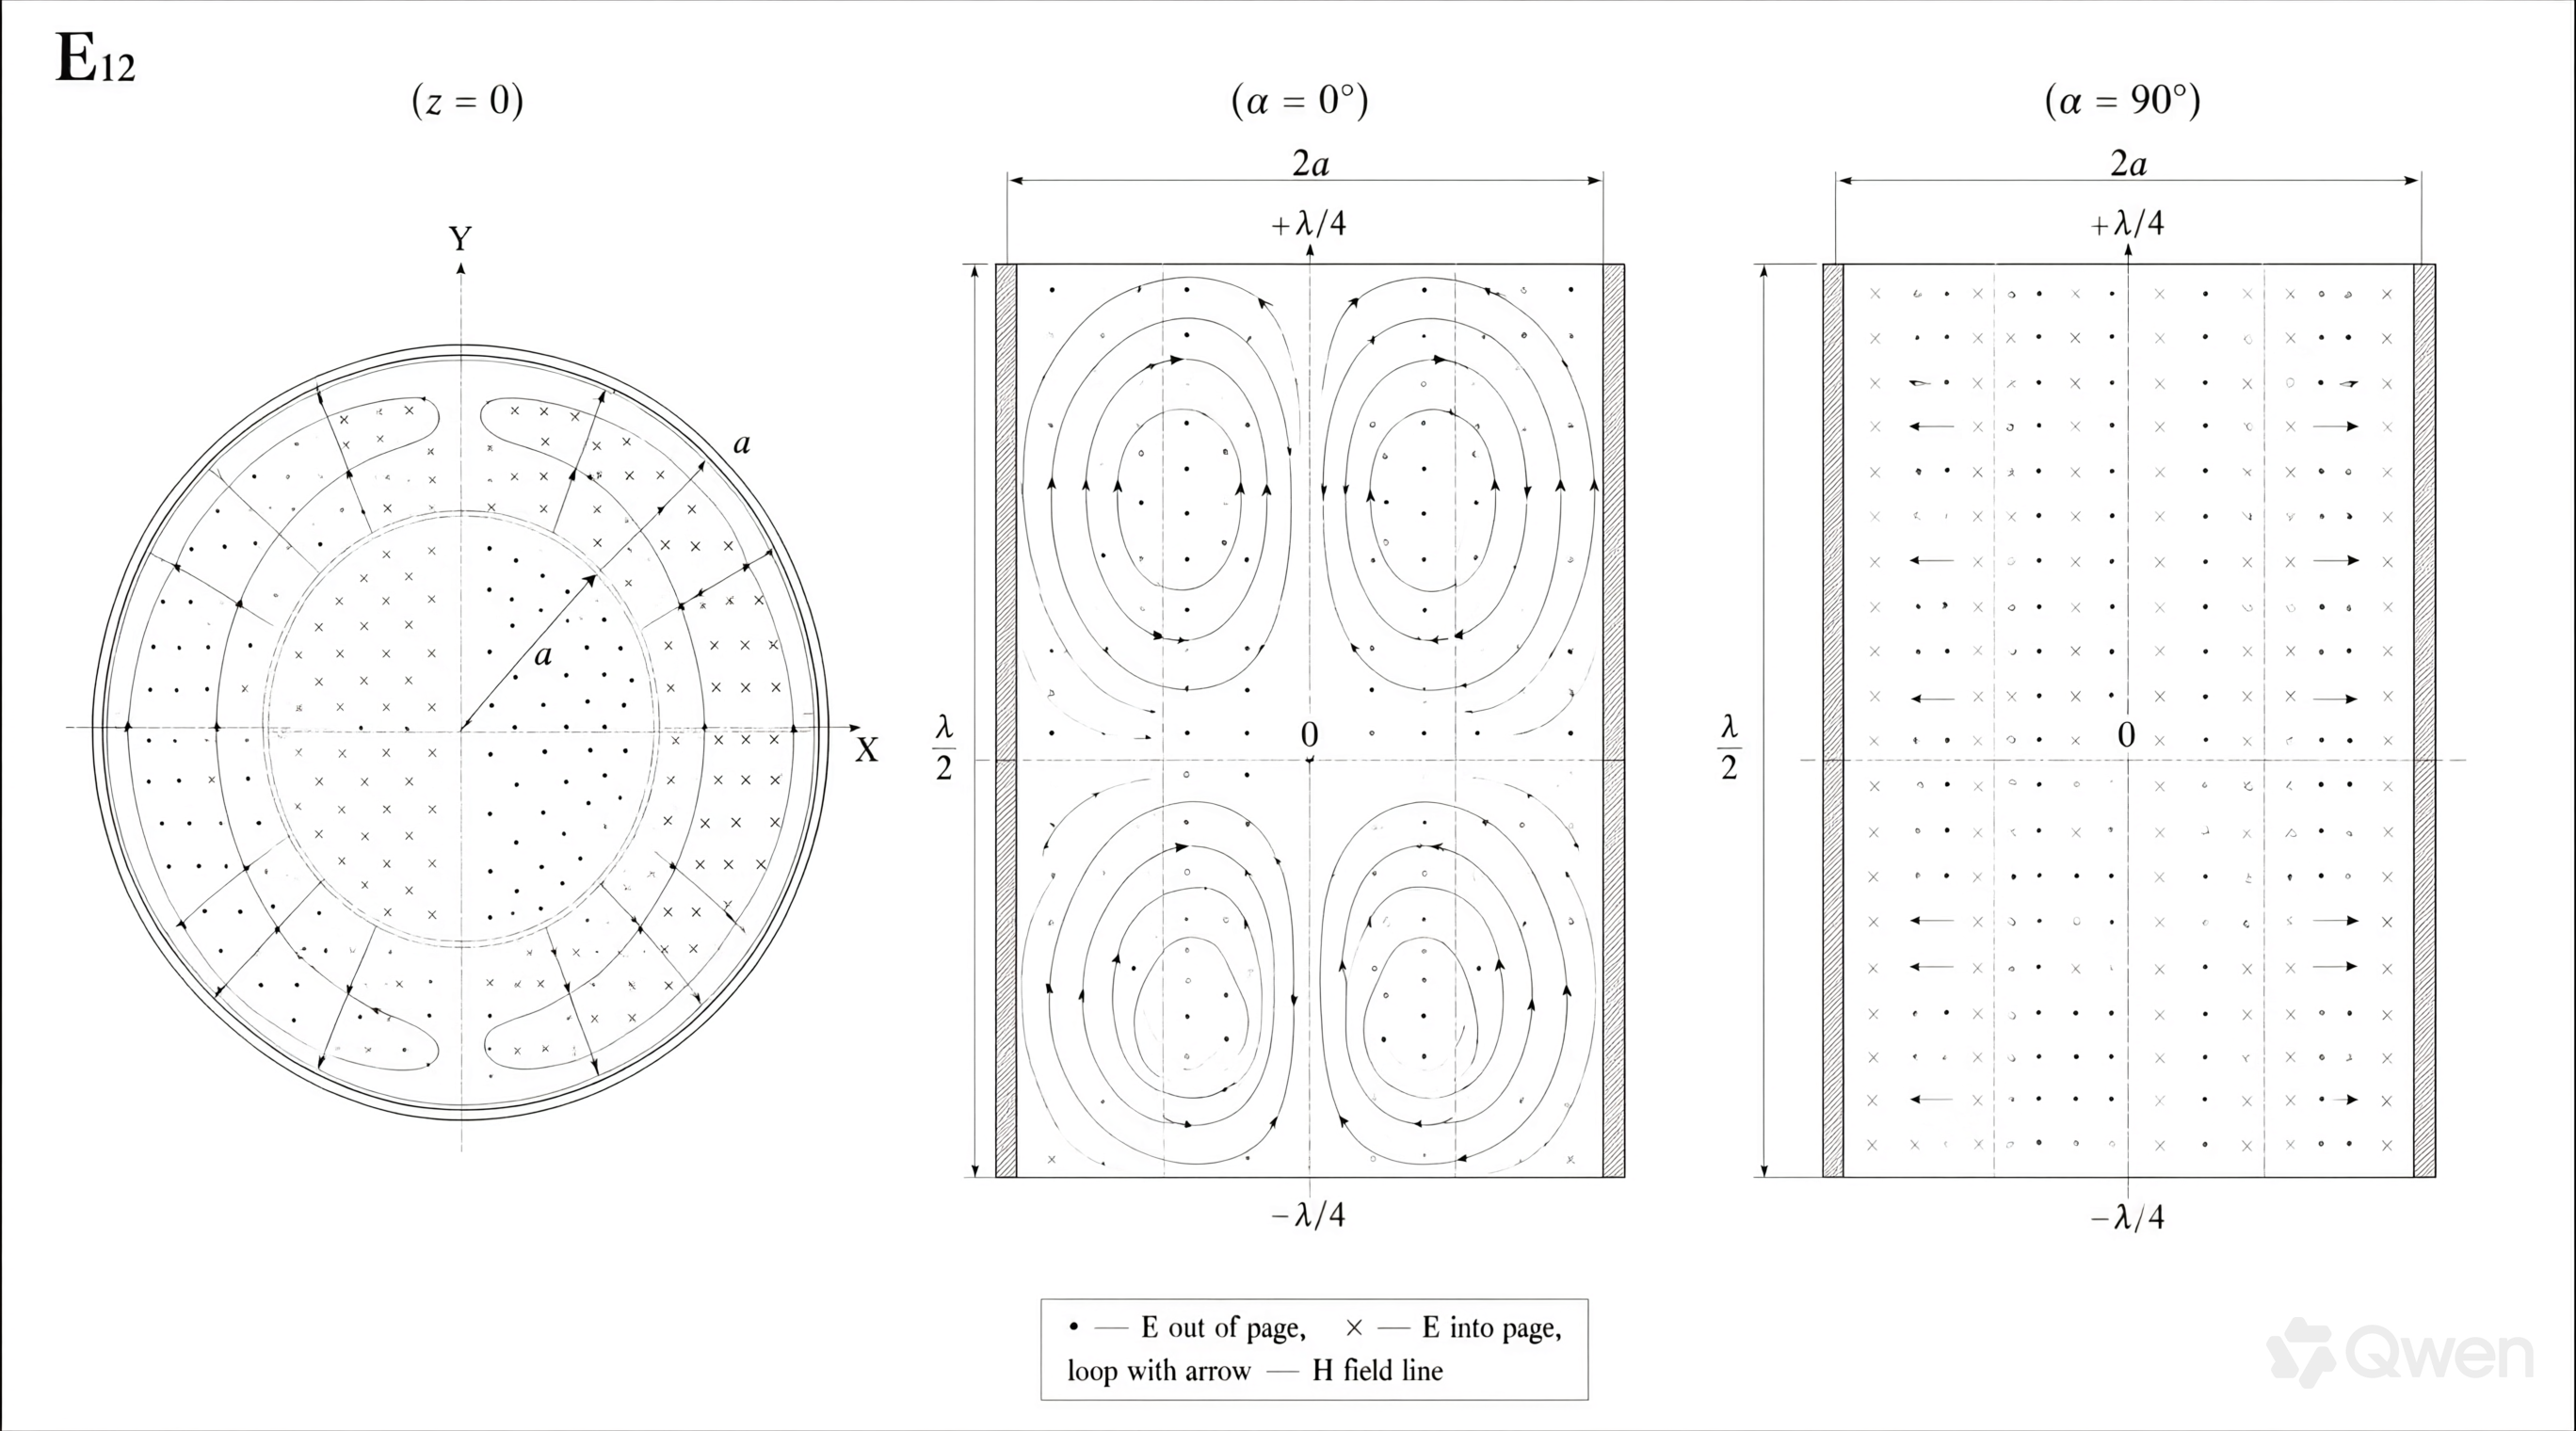 E₁₂
(z = 0)
(α = 0°)
(α = 90°)
2a
2a
+λ/4
+λ/4
Y
a
a
X
λ/2
0
λ/2
0
−λ/4
−λ/4
• — E out of page, × — E into page,
loop with arrow — H field line
Qwen